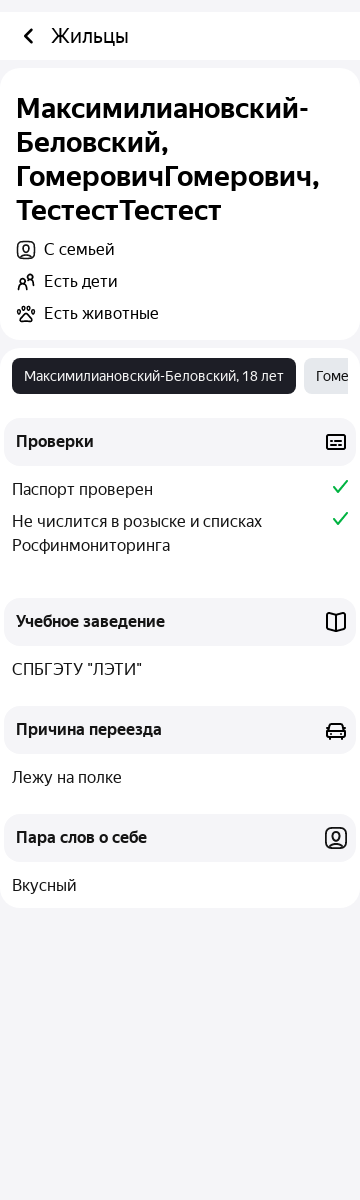 Жильцы
Максимилиановский-
Беловский,
ГомеровичГомерович,
ТестестТестест
С семьей
Есть дети
Есть животные
Максимилиановский-Беловский, 18 лет
Гоме
Проверки
Паспорт проверен
Не числится в розыске и списках
Росфинмониторинга
Учебное заведение
СПБГЭТУ "ЛЭТИ"
Причина переезда
Лежу на полке
Пара слов о себе
Вкусный